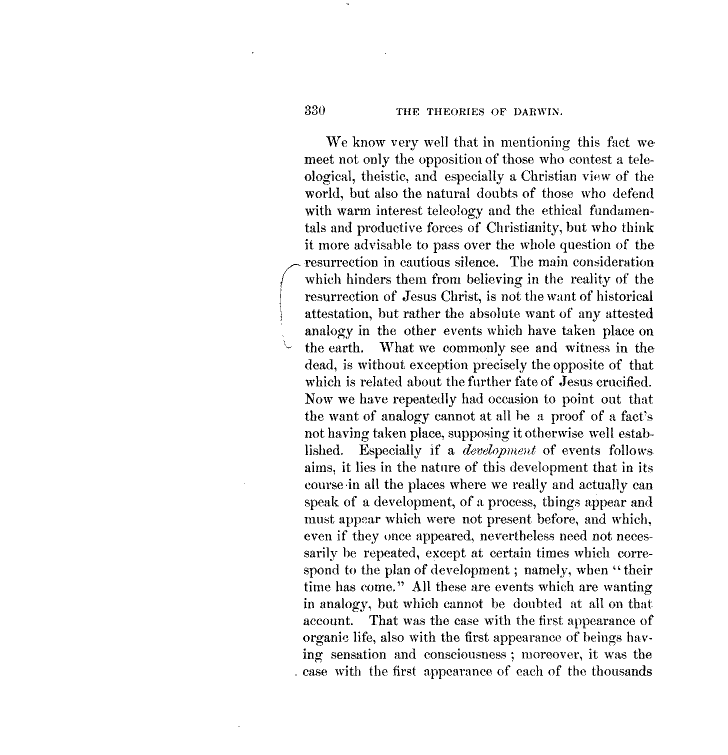 330 THE THEORIES OF DARWIN.
We know very well that in mentioning this fact we
meet not only the opposition of those who contest a tele-
ological, theistic, and especially a Christian view of the
world, but also the natural doubts of those who defend
with warm interest teleology and the ethical fundamen-
tals and productive forces of Christianity, but who think
it more advisable to pass over the whole question of the
resurrection in cautious silence. The main consideration
which hinders them from believing in the reality of the
resurrection of Jesus Christ, is not the want of historical
attestation, but rather the absolute want of any attested
analogy in the other events which have taken place on
the earth. What we commonly see and witness in the
dead, is without exception precisely the opposite of that
which is related about the further fate of Jesus crucified.
Now we have repeatedly had occasion to point out that
the want of analogy cannot at all be a proof of a fact's
not having taken place, supposing it otherwise well estab-
lished. Especially if a development of events follows
aims, it lies in the nature of this development that in its
course in all the places where we really and actually can
speak of a development, of a process, things appear and
must appear which were not present before, and which,
even if they once appeared, nevertheless need not neces-
sarily be repeated, except at certain times which corre-
spond to the plan of development ; namely, when "their
time has come." All these are events which are wanting
in analogy, but which cannot be doubted at all on that
account. That was the case with the first appearance of
organic life, also with the first appearance of beings hav-
ing sensation and consciousness ; moreover, it was the
case with the first appearance of each of the thousands